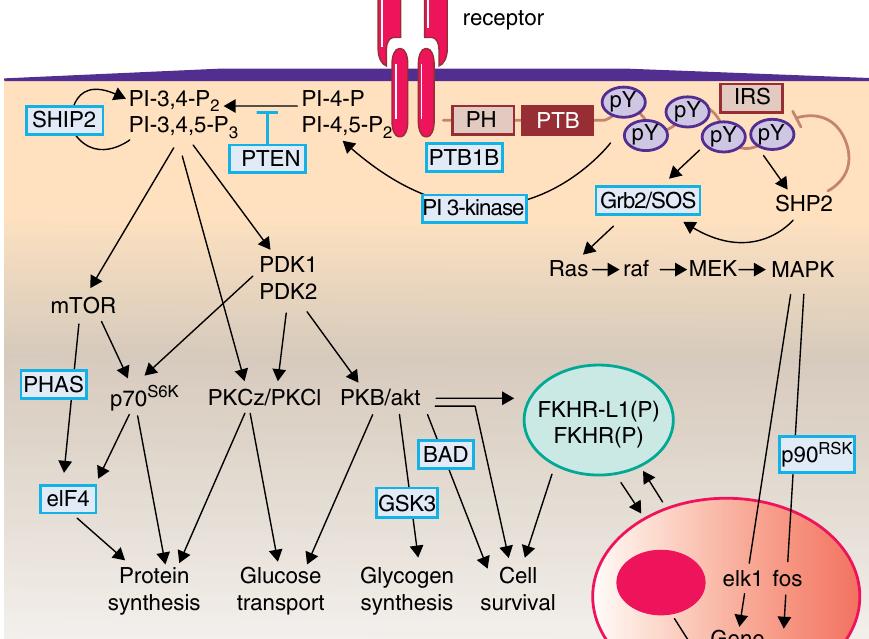 receptor
PI-3,4-P2
PI-3,4,5-P3
SHIP2
PTEN
PI-4-P
PI-4,5-P2
PH
PTB
PTB1B
PI 3-kinase
pY
pY
pY
pY
pY
IRS
Grb2/SOS
SHP2
Ras
raf
MEK
MAPK
PDK1
PDK2
mTOR
PHAS
p70S6K
PKCz/PKCl
PKB/akt
FKHR-L1(P)
FKHR(P)
BAD
GSK3
p90RSK
elF4
Protein
synthesis
Glucose
transport
Glycogen
synthesis
Cell
survival
elk1
fos
Gene